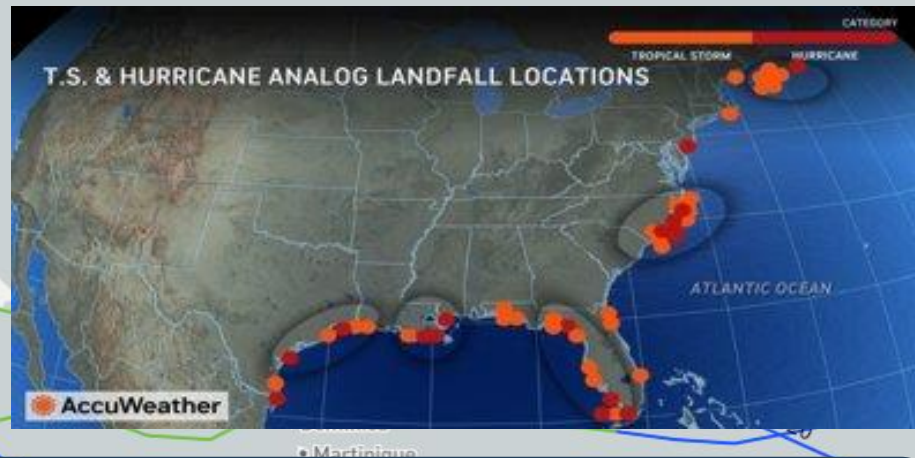 CATEGORY
TROPICAL STORM HURRICANE
T.S. & HURRICANE ANALOG LANDFALL LOCATIONS
ATLANTIC OCEAN
AccuWeather
• Martinique